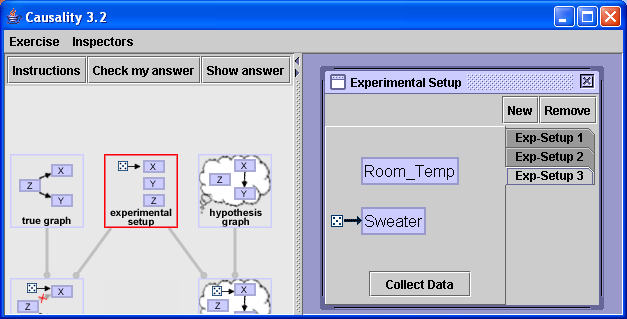 Causality 3.2
Exercise Inspectors
Instructions Check my answer Show answer
Experimental Setup
New Remove
Exp-Setup 1
Exp-Setup 2
Exp-Setup 3
Room_Temp
Sweater
Collect Data
Z X Y
true graph
X Y Z
experimental
setup
Z X Y
hypothesis
graph
X
Z
Y
X
Z
Y